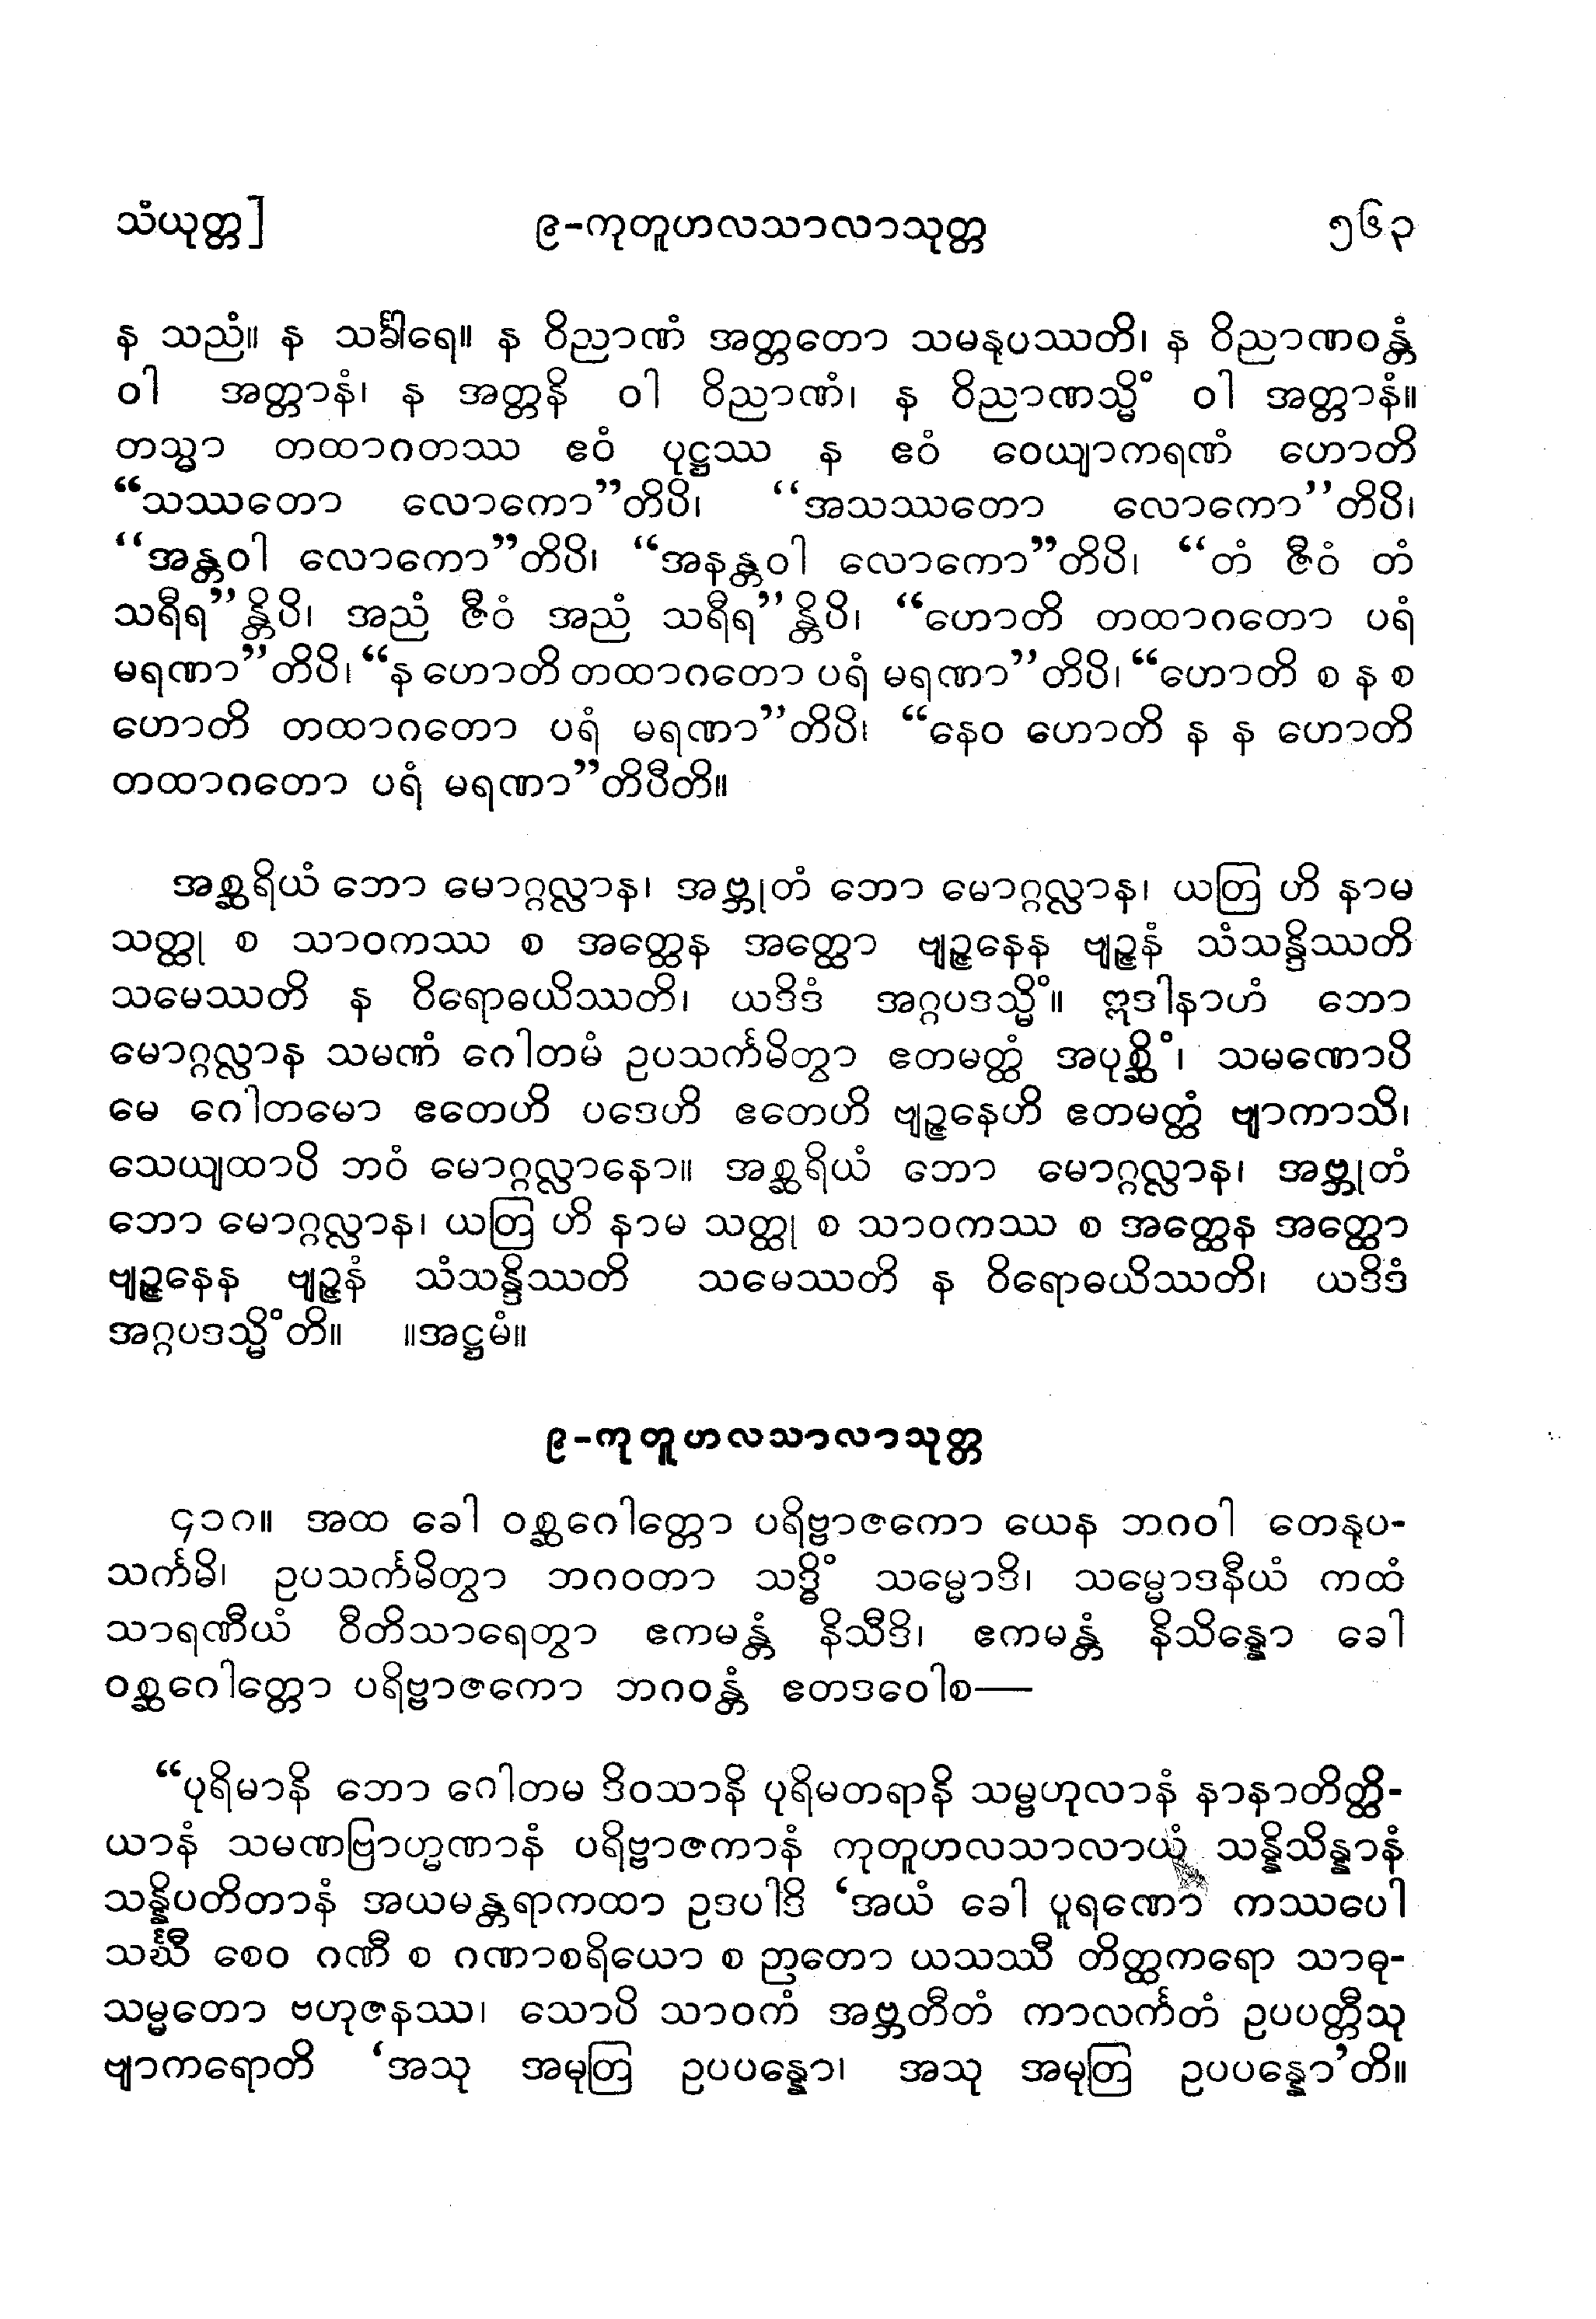 သံယုတ္တ] ၉-ကုတူဟလသာလာသုတ္တ ၅၆၃
န သညံ။ န သင်္ခါရေ။ န ဝိညာဏံ အတ္တတော သမနုပဿတိ၊ န ဝိညာဏဝန္တံ
ဝါ အတ္တာနံ၊ န အတ္တနိ ဝါ ဝိညာဏံ၊ န ဝိညာဏသ္မိံ ဝါ အတ္တာနံ။
တသ္မာ တထာဂတဿ ဧဝံ ပုဋ္ဌဿ န ဧဝံ ဝေယျာကရဏံ ဟောတိ
“သဿတော လောကော”တိပိ၊ “အသဿတော လောကော”တိပိ၊
“အန္တဝါ လောကော”တိပိ၊ “အနန္တဝါ လောကော”တိပိ၊ “တံ ဇီဝံ တံ
သရီရ”န္တိပိ၊ အညံ ဇီဝံ အညံ သရီရ”န္တိပိ၊ “ဟောတိ တထာဂတော ပရံ
မရဏာ”တိပိ၊ “န ဟောတိ တထာဂတော ပရံ မရဏာ”တိပိ၊ “ဟောတိ စ န စ
ဟောတိ တထာဂတော ပရံ မရဏာ”တိပိ၊ “နေဝ ဟောတိ န န ဟောတိ
တထာဂတော ပရံ မရဏာ”တိပီတိ။
အစ္ဆရိယံ ဘော မောဂ္ဂလ္လာန၊ အဗ္ဘုတံ ဘော မောဂ္ဂလ္လာန၊ ယတြ ဟိ နာမ
သတ္ထု စ သာဝကဿ စ အတ္ထေန အတ္ထော ဗျဉ္ဇနေန ဗျဉ္ဇနံ သံသန္ဒိဿတိ
သမေဿတိ န ဝိရောဓယိဿတိ၊ ယဒိဒံ အဂ္ဂပဒသ္မိံ။ ဣဒါနာဟံ ဘော
မောဂ္ဂလ္လာန သမဏံ ဂေါတမံ ဥပသင်္ကမိတွာ ဧတမတ္ထံ အပုစ္ဆိံ၊ သမဏောပိ
မေ ဂေါတမော ဧတေဟိ ပဒေဟိ ဧတေဟိ ဗျဉ္ဇနေဟိ ဧတမတ္ထံ ဗျာကာသိ၊
သေယျထာပိ ဘဝံ မောဂ္ဂလ္လာနော။ အစ္ဆရိယံ ဘော မောဂ္ဂလ္လာန၊ အဗ္ဘုတံ
ဘော မောဂ္ဂလ္လာန၊ ယတြ ဟိ နာမ သတ္ထု စ သာဝကဿ စ အတ္ထေန အတ္ထော
ဗျဉ္ဇနေန ဗျဉ္ဇနံ သံသန္ဒိဿတိ သမေဿတိ န ဝိရောဓယိဿတိ၊ ယဒိဒံ
အဂ္ဂပဒသ္မိံတိ။ ။အဋ္ဌမံ။
၉-ကုတူဟလသာလာသုတ္တ
၄၁ဂ။ အထ ခေါ ဝစ္ဆဂေါတ္တော ပရိဗ္ဗာဇကော ယေန ဘဂဝါ တေနုပ-
သင်္ကမိ၊ ဥပသင်္ကမိတွာ ဘဂဝတာ သဒ္ဓိံ သမ္မောဒိ၊ သမ္မောဒနီယံ ကထံ
သာရဏီယံ ဝီတိသာရေတွာ ဧကမန္တံ နိသီဒိ၊ ဧကမန္တံ နိသိန္နော ခေါ
ဝစ္ဆဂေါတ္တော ပရိဗ္ဗာဇကော ဘဂဝန္တံ ဧတဒဝေါစ—
“ပုရိမာနိ ဘော ဂေါတမ ဒိဝသာနိ ပုရိမတရာနိ သမ္ဗဟုလာနံ နာနာတိတ္ထိ-
ယာနံ သမဏဗြာဟ္မဏာနံ ပရိဗ္ဗာဇကာနံ ကုတူဟလသာလာယံ သန္နိသိန္နာနံ
သန္နိပတိတာနံ အယမန္တရာကထာ ဥဒပါဒိ ‘အယံ ခေါ ပူရဏော ကဿပေါ
သင်္ဃီ စေဝ ဂဏီ စ ဂဏာစရိယော စ ဉာတော ယသဿီ တိတ္ထကရော သာဓု-
သမ္မတော ဗဟုဇနဿ၊ သောပိ သာဝကံ အဗ္ဘတီတံ ကာလင်္ကတံ ဥပပတ္တီသု
ဗျာကရောတိ ‘အသု အမုတြ ဥပပန္နော၊ အသု အမုတြ ဥပပန္နော’တိ။